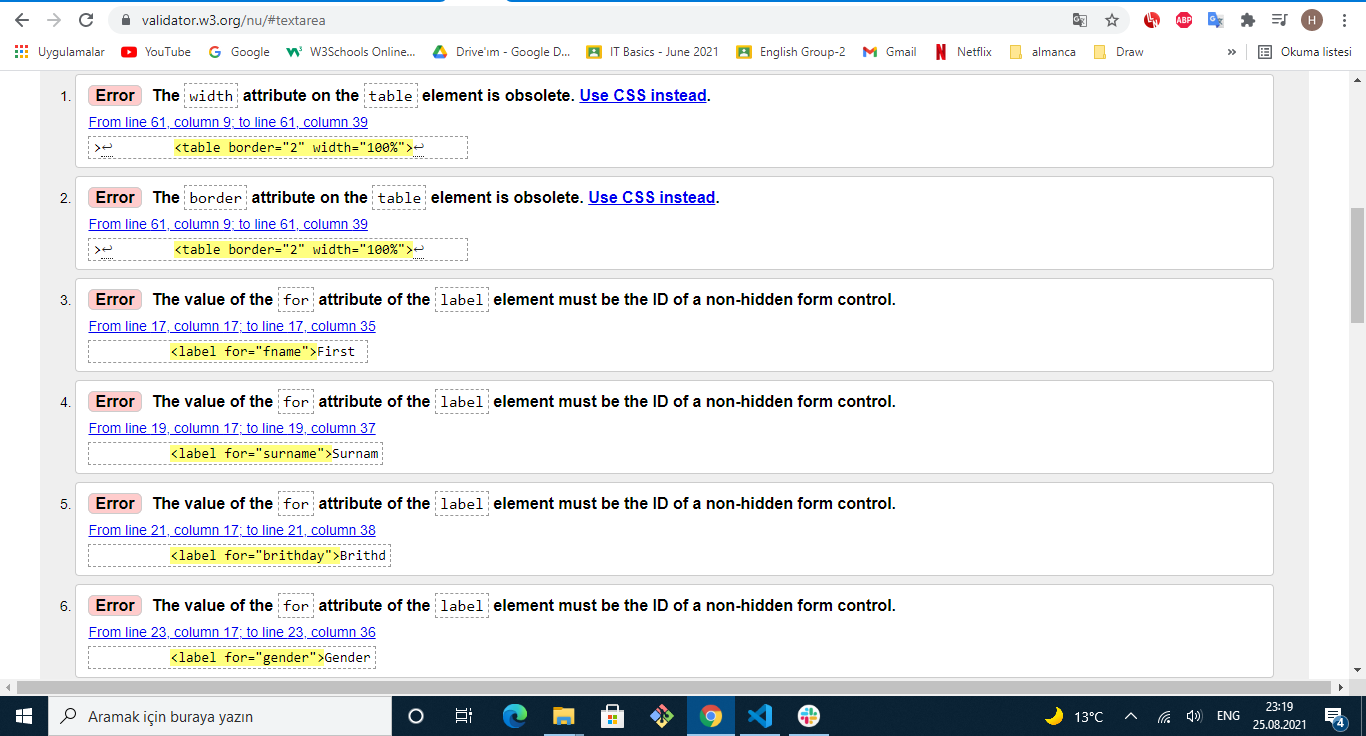 validator.w3.org/nu/#textarea
ABP
H
Uygulamalar
YouTube
Google
W3Schools Online...
Drive'ım - Google D...
IT Basics - June 2021
English Group-2
Gmail
Netflix
almanca
Draw
»
Okuma listesi
1. Error The width attribute on the table element is obsolete. Use CSS instead.
From line 61, column 9; to line 61, column 39
>↩ <table border="2" width="100%">↩
2. Error The border attribute on the table element is obsolete. Use CSS instead.
From line 61, column 9; to line 61, column 39
>↩ <table border="2" width="100%">↩
3. Error The value of the for attribute of the label element must be the ID of a non-hidden form control.
From line 17, column 17; to line 17, column 35
<label for="fname">First
4. Error The value of the for attribute of the label element must be the ID of a non-hidden form control.
From line 19, column 17; to line 19, column 37
<label for="surname">Surnam
5. Error The value of the for attribute of the label element must be the ID of a non-hidden form control.
From line 21, column 17; to line 21, column 38
<label for="brithday">Brithd
6. Error The value of the for attribute of the label element must be the ID of a non-hidden form control.
From line 23, column 17; to line 23, column 36
<label for="gender">Gender
Aramak için buraya yazın
13°C
ENG
23:19
25.08.2021
4